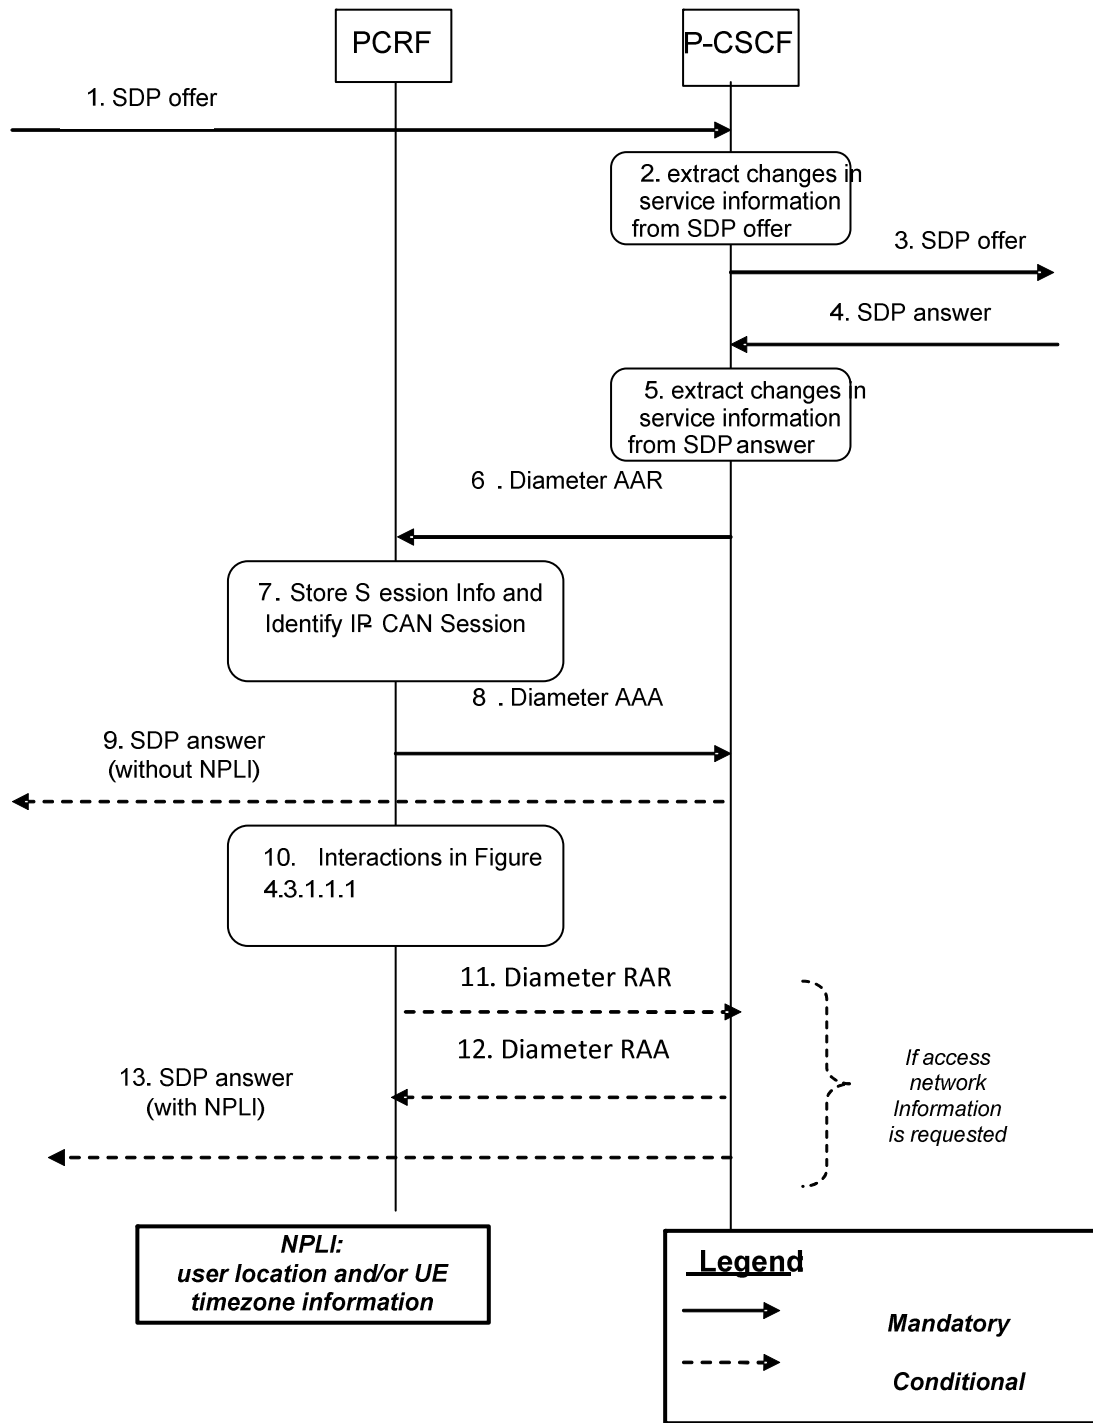 PCRF
P-CSCF
1. SDP offer
2. extract changes in
service information
from SDP offer
3. SDP offer
4. SDP answer
5. extract changes in
service information
from SDP answer
6 . Diameter AAR
7. Store S ession Info and
Identify IP- CAN Session
8 . Diameter AAA
9. SDP answer
(without NPLI)
10. Interactions in Figure
4.3.1.1.1
11. Diameter RAR
12. Diameter RAA
13. SDP answer
(with NPLI)
If access
network
Information
is requested
NPLI:
user location and/or UE
timezone information
Legend
Mandatory
Conditional